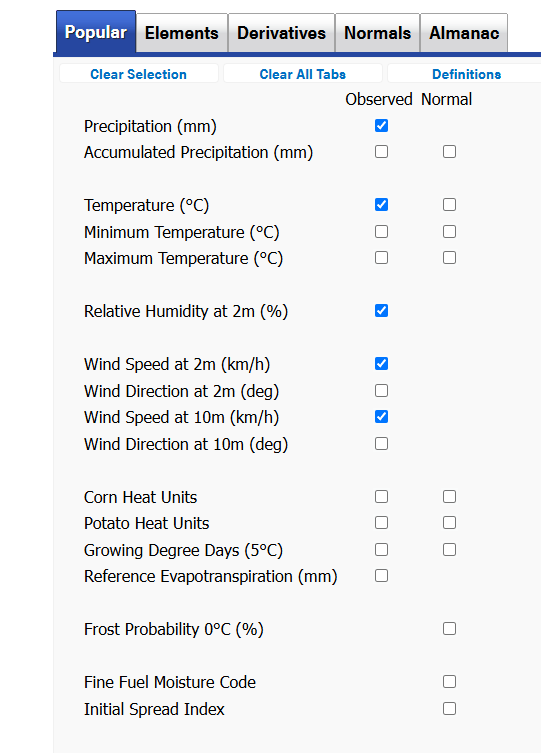 Popular Elements Derivatives Normals Almanac
Clear Selection Clear All Tabs Definitions
Observed Normal
Precipitation (mm)
Accumulated Precipitation (mm)
Temperature (°C)
Minimum Temperature (°C)
Maximum Temperature (°C)
Relative Humidity at 2m (%)
Wind Speed at 2m (km/h)
Wind Direction at 2m (deg)
Wind Speed at 10m (km/h)
Wind Direction at 10m (deg)
Corn Heat Units
Potato Heat Units
Growing Degree Days (5°C)
Reference Evapotranspiration (mm)
Frost Probability 0°C (%)
Fine Fuel Moisture Code
Initial Spread Index